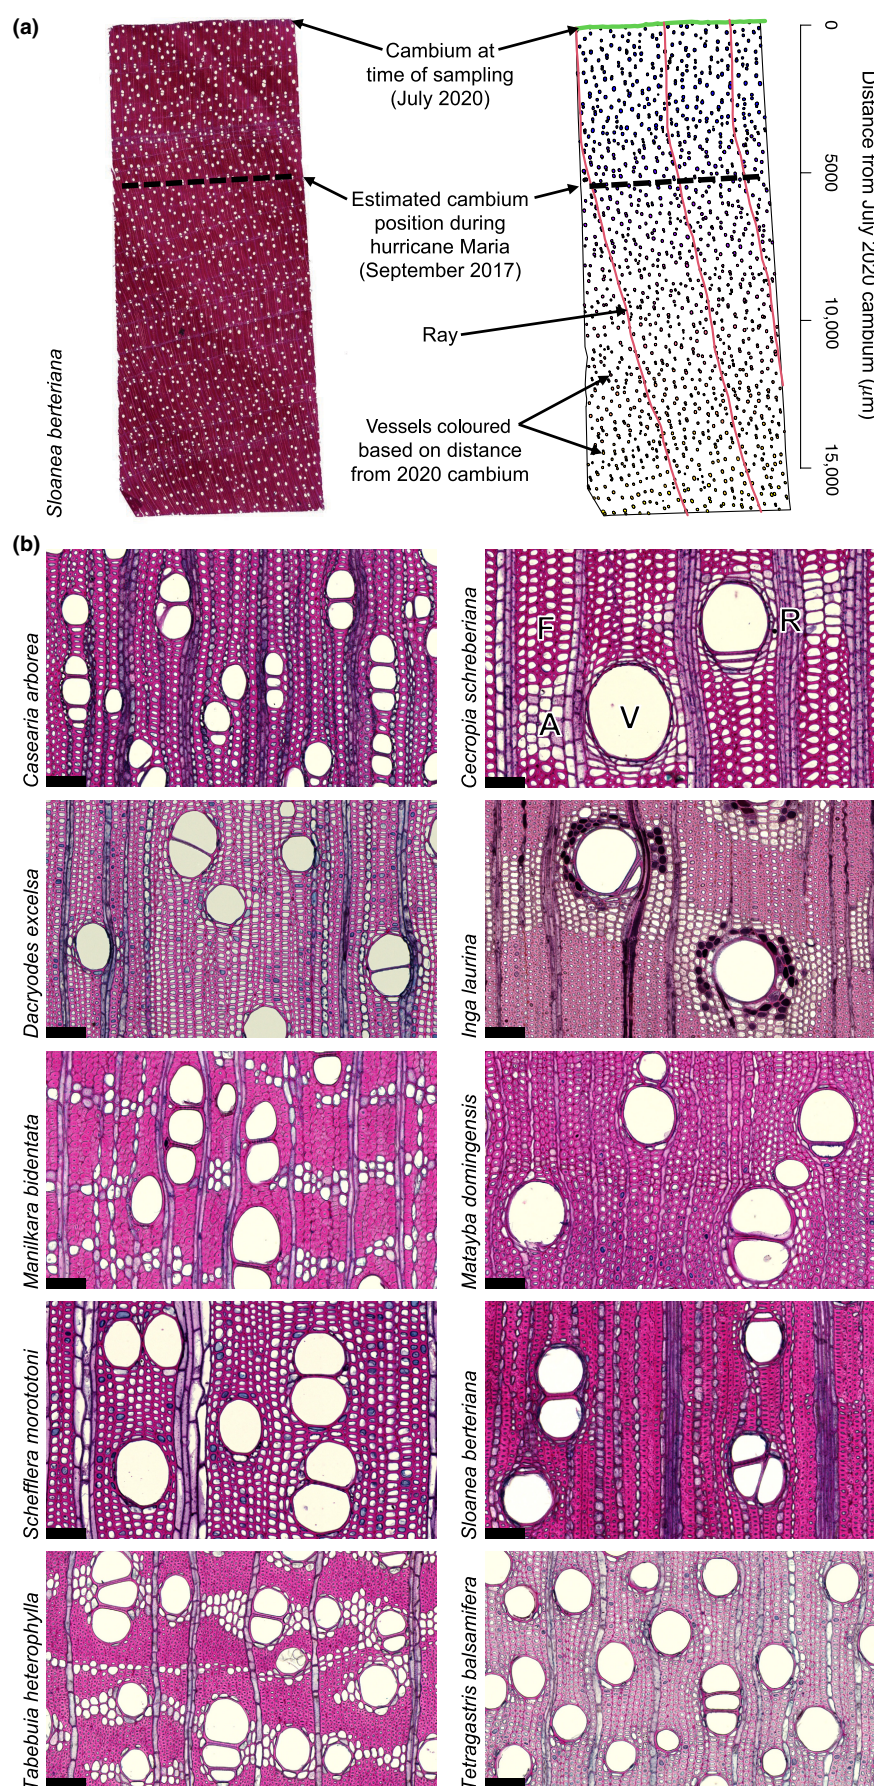 (a)
Cambium at
time of sampling
(July 2020)
Estimated cambium
position during
hurricane Maria
(September 2017)
Ray
Vessels coloured
based on distance
from 2020 cambium
Sloanea berteriana
0
5000
10,000
15,000
Distance from July 2020 cambium (μm)
(b)
Casearia arborea
Cecropia schreberiana
F
R
A
V
Dacryodes excelsa
Inga laurina
Manilkara bidentata
Matayba domingensis
Schefflera morototoni
Sloanea berteriana
Tabebuia heterophylla
Tetragastris balsamifera